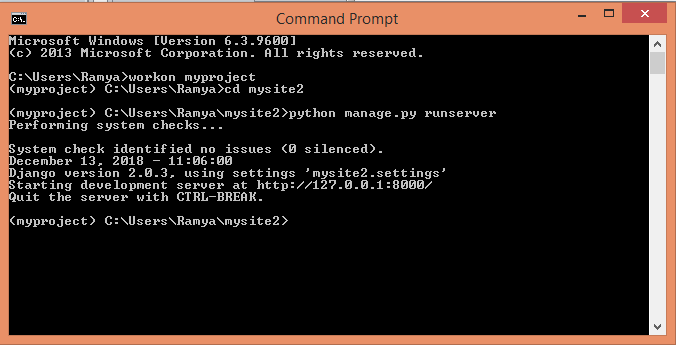 Command Prompt
Microsoft Windows [Version 6.3.9600]
(c) 2013 Microsoft Corporation. All rights reserved.
C:\Users\Ramya>workon myproject
(myproject) C:\Users\Ramya>cd mysite2
(myproject) C:\Users\Ramya\mysite2>python manage.py runserver
Performing system checks...
System check identified no issues (0 silenced).
December 13, 2018 - 11:06:00
Django version 2.0.3, using settings 'mysite2.settings'
Starting development server at http://127.0.0.1:8000/
Quit the server with CTRL-BREAK.
(myproject) C:\Users\Ramya\mysite2>